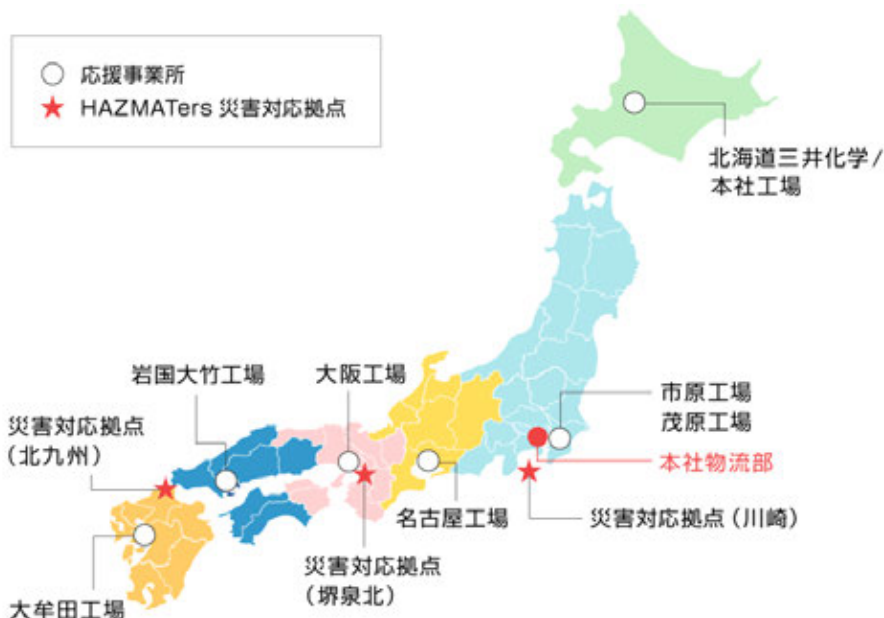 応援事業所
HAZMATers 災害対応拠点
北海道三井化学/
本社工場
岩国大竹工場
大阪工場
市原工場
茂原工場
本社物流部
災害対応拠点
(北九州)
名古屋工場
災害対応拠点(川崎)
災害対応拠点
(堺泉北)
大牟田工場